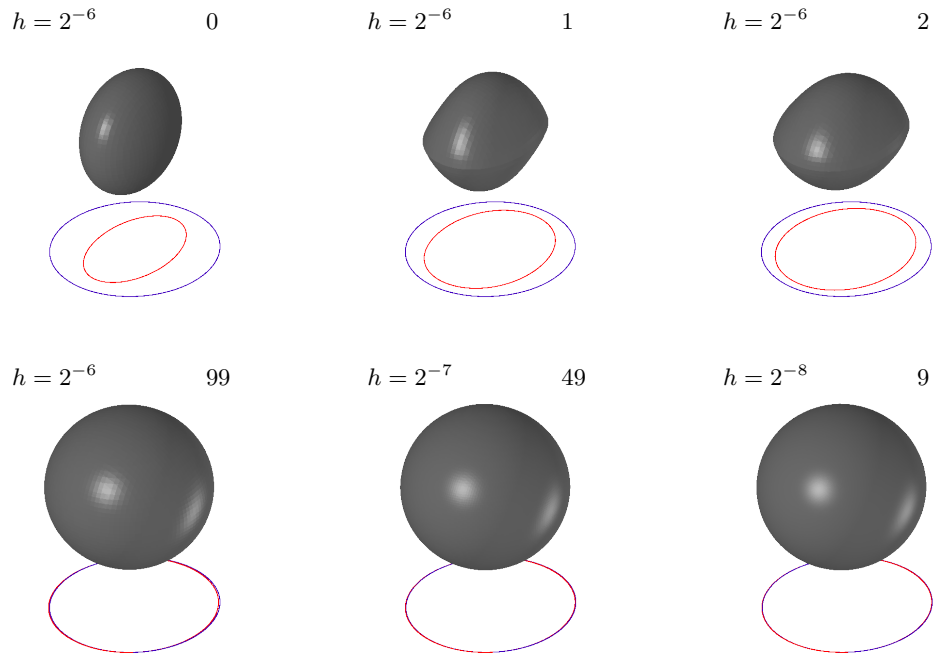 h = 2⁻⁶ 0
h = 2⁻⁶ 1
h = 2⁻⁶ 2
h = 2⁻⁶ 99
h = 2⁻⁷ 49
h = 2⁻⁸ 9